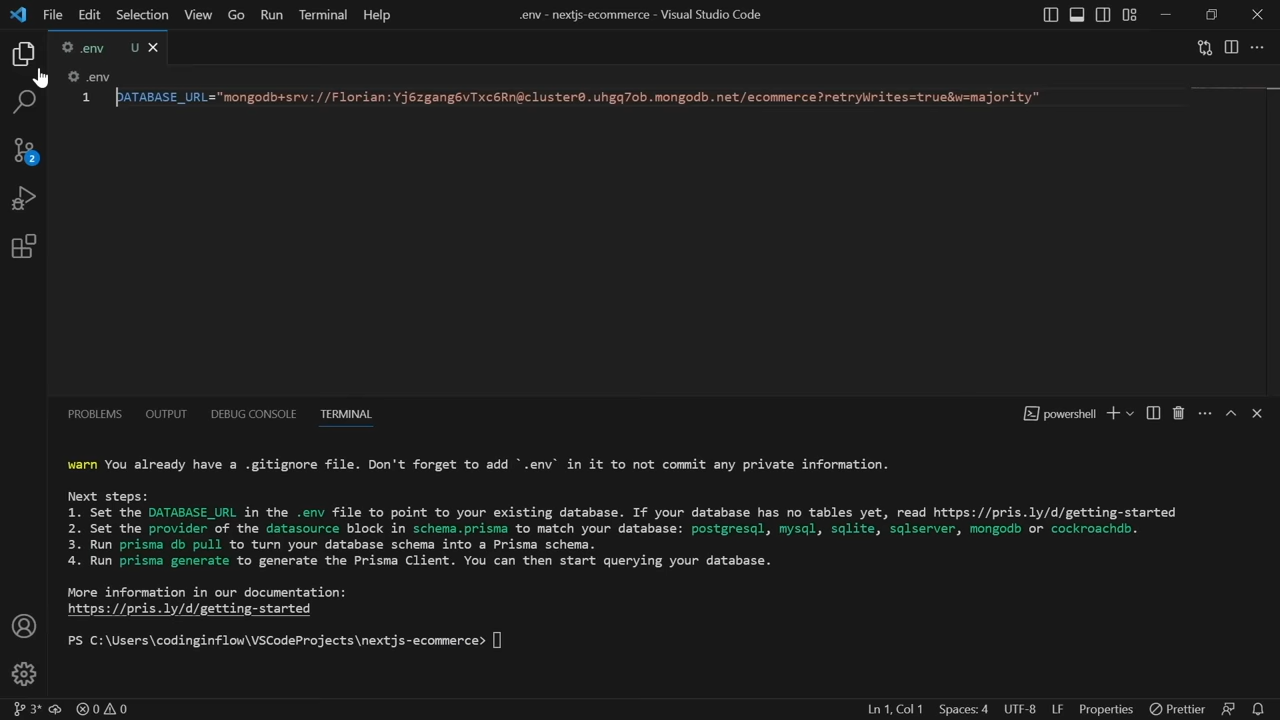 File Edit Selection View Go Run Terminal Help .env - nextjs-ecommerce - Visual Studio Code
.env U
.env
1 DATABASE_URL="mongodb+srv://Florian:Yj6zgang6vTxc6Rn@cluster0.uhgq7ob.mongodb.net/ecommerce?retryWrites=true&w=majority"
2
PROBLEMS OUTPUT DEBUG CONSOLE TERMINAL powershell
warn You already have a .gitignore file. Don't forget to add `.env` in it to not commit any private information.
Next steps:
1. Set the DATABASE_URL in the .env file to point to your existing database. If your database has no tables yet, read https://pris.ly/d/getting-started
2. Set the provider of the datasource block in schema.prisma to match your database: postgresql, mysql, sqlite, sqlserver, mongodb or cockroachdb.
3. Run prisma db pull to turn your database schema into a Prisma schema.
4. Run prisma generate to generate the Prisma Client. You can then start querying your database.
More information in our documentation:
https://pris.ly/d/getting-started
PS C:\Users\codinginflow\VSCodeProjects\nextjs-ecommerce>
3* 0 0 Ln 1, Col 1 Spaces: 4 UTF-8 LF Properties Prettier